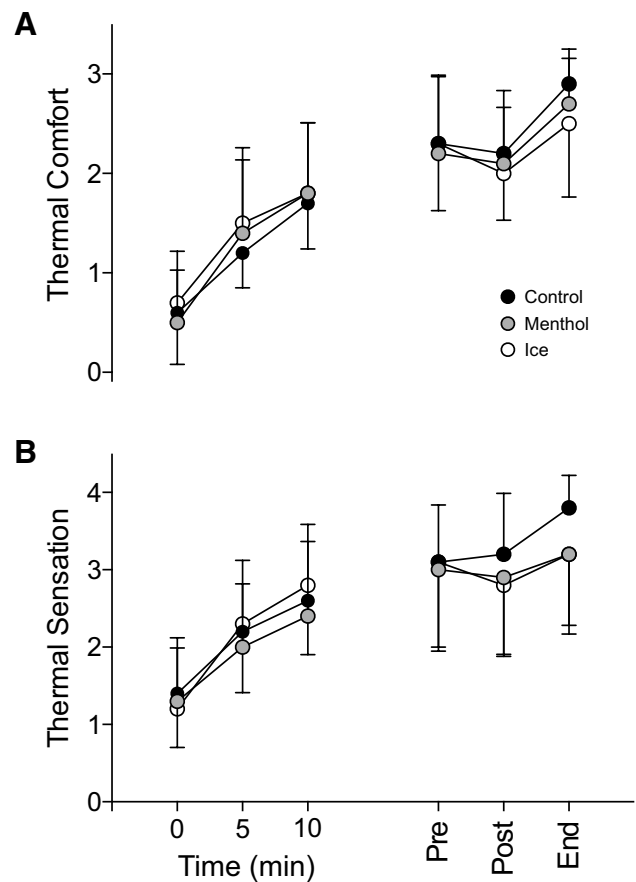 A
Thermal Comfort
3
2
1
0
Control
Menthol
Ice
B
Thermal Sensation
4
3
2
1
0
0 5 10 Pre Post End
Time (min)